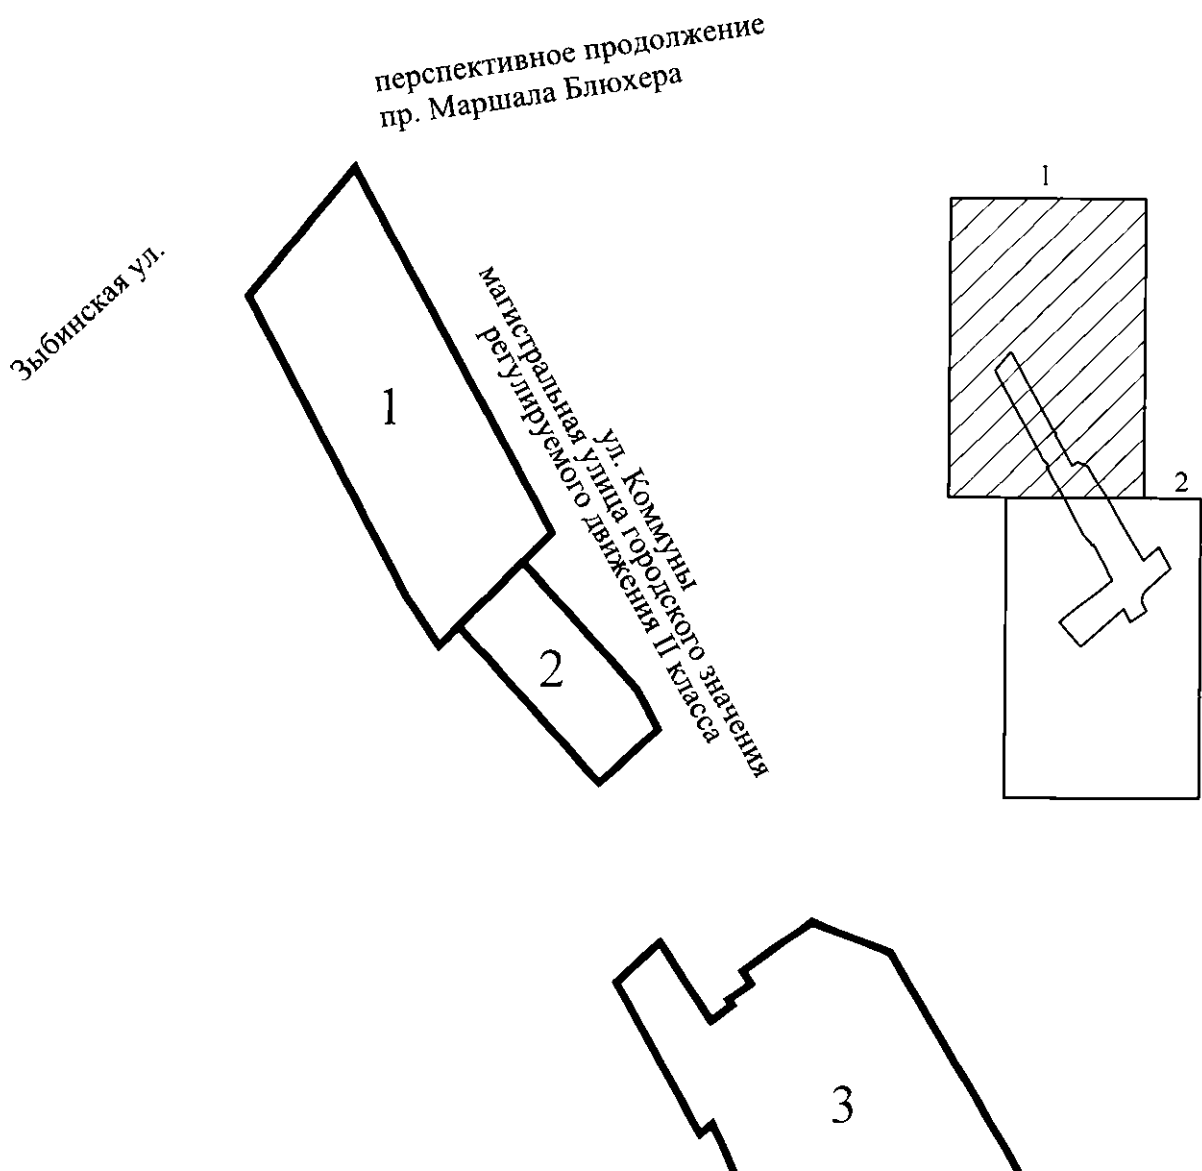 перспективное продолжение
пр. Маршала Блюхера
1
Зыбинская ул.
ул. Коммуны
магистральная улица городского значения
регулируемого движения II класса
1
2
2
3